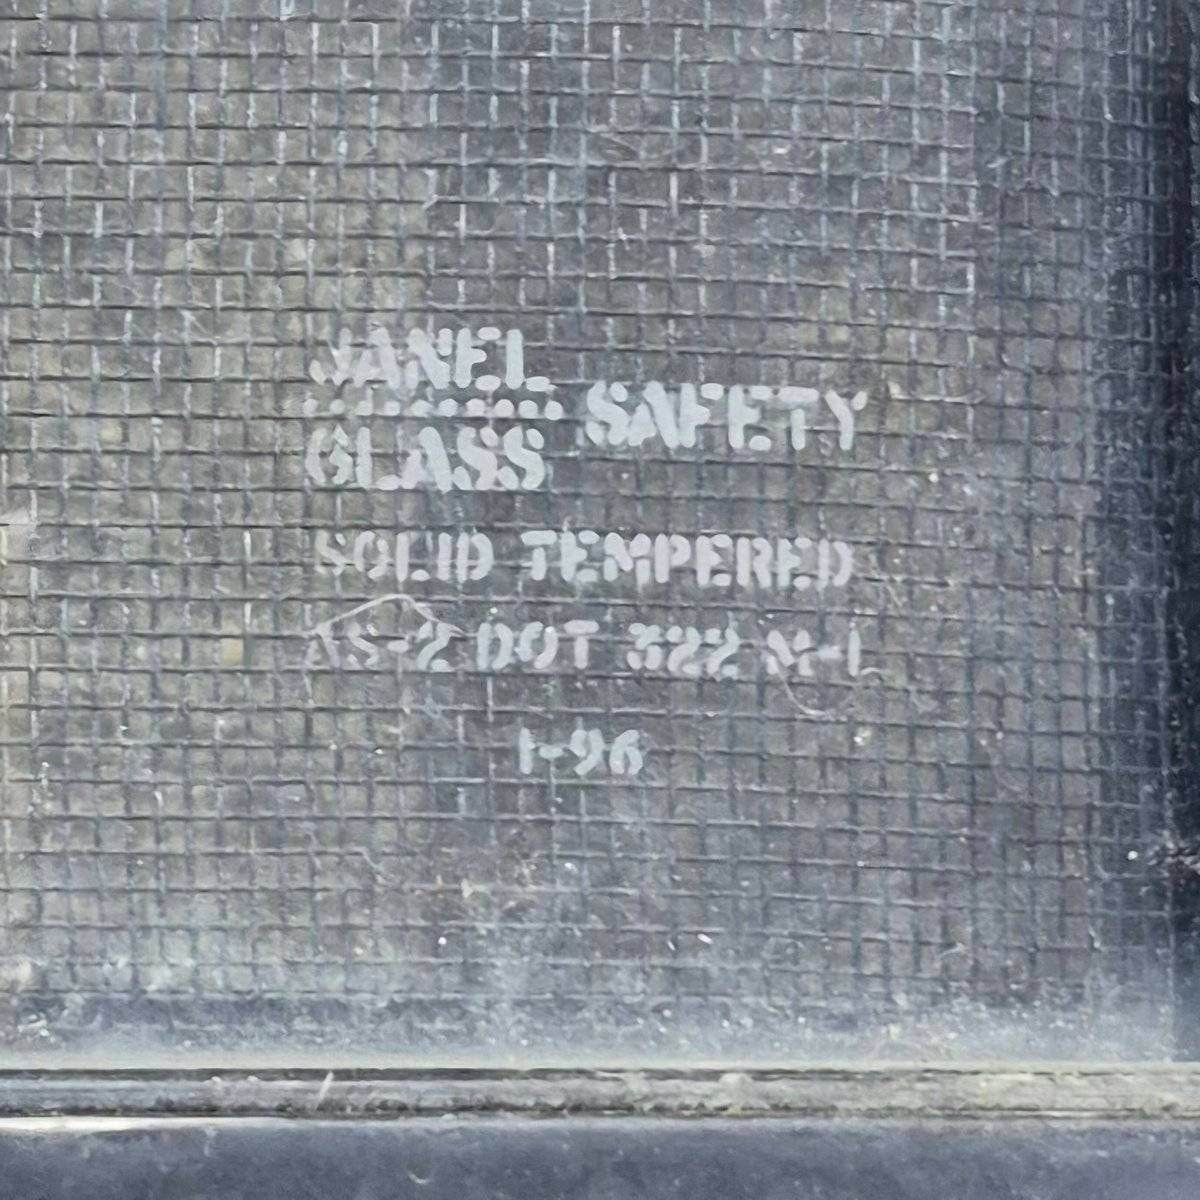 JANEL
GLASS SAFETY
SOLID TEMPERED
AS-2 DOT 322 M-L
1-96